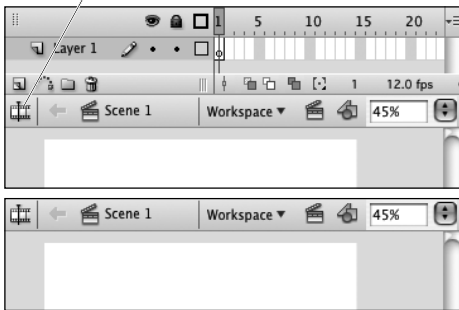 1 5 10 15 20
Layer 1
1 12.0 fps
Scene 1 Workspace ▾ 45%
Scene 1 Workspace ▾ 45%